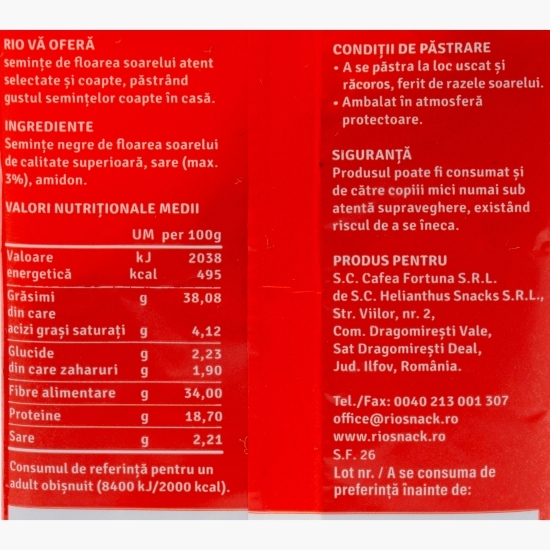 RIO VĂ OFERĂ
semințe de floarea soarelui atent
selectate și coapte, păstrând
gustul semințelor coapte în casă.
INGREDIENTE
Semințe negre de floarea soarelui
de calitate superioară, sare (max.
3%), amidon.
VALORI NUTRIȚIONALE MEDII
UM per 100g
Valoare kJ 2038
energetică kcal 495
Grăsimi g 38,08
din care
acizi grași saturați g 4,12
Glucide g 2,23
din care zaharuri g 1,90
Fibre alimentare g 34,00
Proteine g 18,70
Sare g 2,21
Consumul de referință pentru un
adult obișnuit (8400 kJ/2000 kcal).
CONDIȚII DE PĂSTRARE
• A se păstra la loc uscat și
răcoros, ferit de razele soarelui.
• Ambalat în atmosferă
protectoare.
SIGURANȚĂ
Produsul poate fi consumat și
de către copiii mici numai sub
atentă supraveghere, existând
riscul de a se îneca.
PRODUS PENTRU
S.C. Cafea Fortuna S.R.L.
de S.C. Helianthus Snacks S.R.L.,
Str. Viilor, nr. 2,
Com. Dragomirești Vale,
Sat Dragomirești Deal,
Jud. Ilfov, România.
Tel./Fax: 0040 213 001 307
office@riosnack.ro
www.riosnack.ro
S.F. 26
Lot nr. / A se consuma de
preferință înainte de: